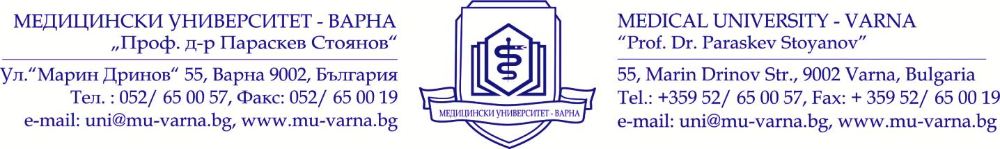 МЕДИЦИНСКИ УНИВЕРСИТЕТ - ВАРНА
„Проф. д-р Параскев Стоянов“
Ул.“Марин Дринов“ 55, Варна 9002, България
Тел. : 052/ 65 00 57, Факс: 052/ 65 00 19
e-mail: uni@mu-varna.bg, www.mu-varna.bg
МЕДИЦИНСКИ УНИВЕРСИТЕТ - ВАРНА
MEDICAL UNIVERSITY - VARNA
“Prof. Dr. Paraskev Stoyanov”
55, Marin Drinov Str., 9002 Varna, Bulgaria
Tel.: +359 52/ 65 00 57, Fax: + 359 52/ 65 00 19
e-mail: uni@mu-varna.bg, www.mu-varna.bg